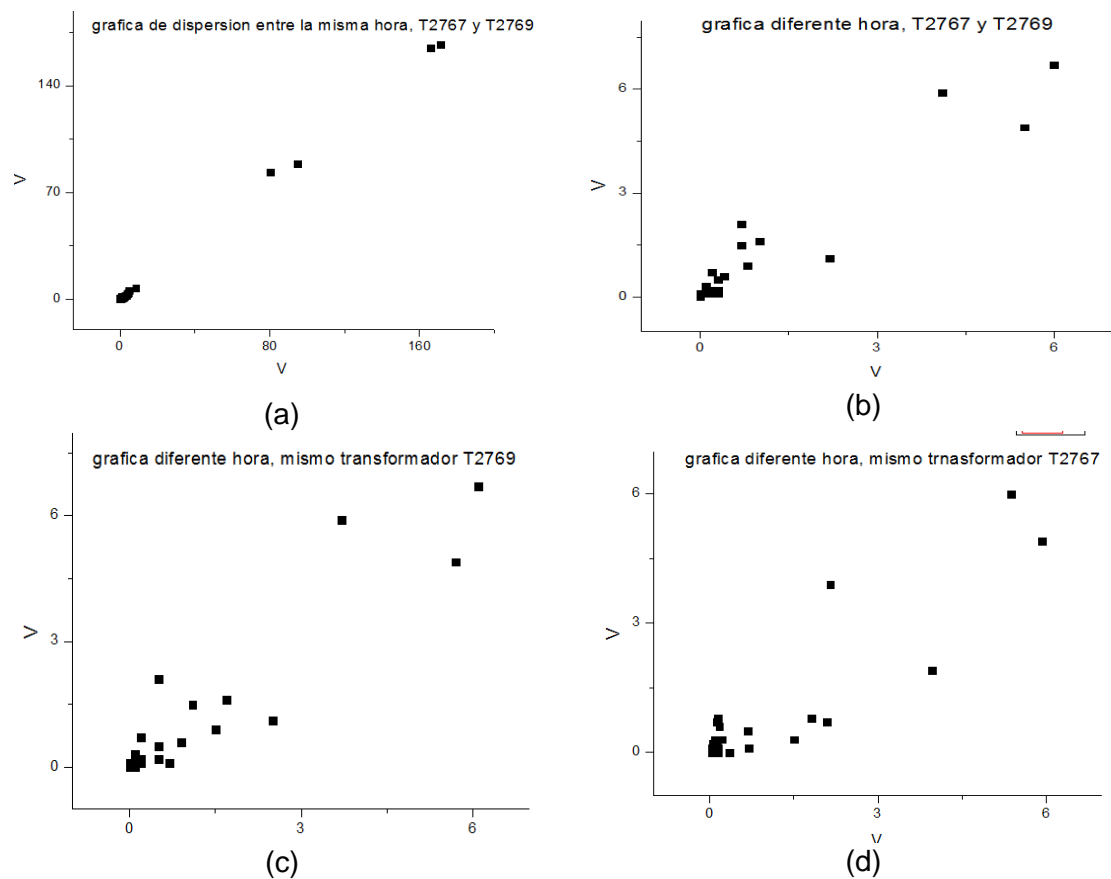 grafica de dispersion entre la misma hora, T2767 y T2769
140
70
0
V
0
80
160
V
(a)
grafica diferente hora, T2767 y T2769
6
3
0
V
0
3
6
V
(b)
grafica diferente hora, mismo transformador T2769
6
3
0
V
0
3
6
(c)
grafica diferente hora, mismo trnasformador T2767
6
3
0
V
0
3
6
V
(d)